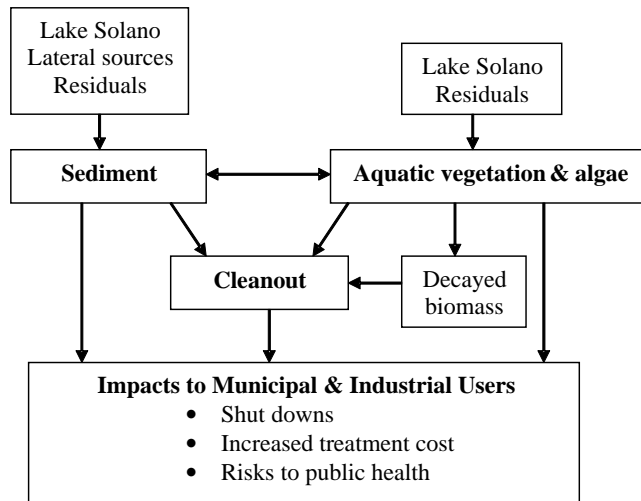 Lake Solano
Lateral sources
Residuals
Lake Solano
Residuals
Sediment
Aquatic vegetation & algae
Cleanout
Decayed
biomass
Impacts to Municipal & Industrial Users
• Shut downs
• Increased treatment cost
• Risks to public health